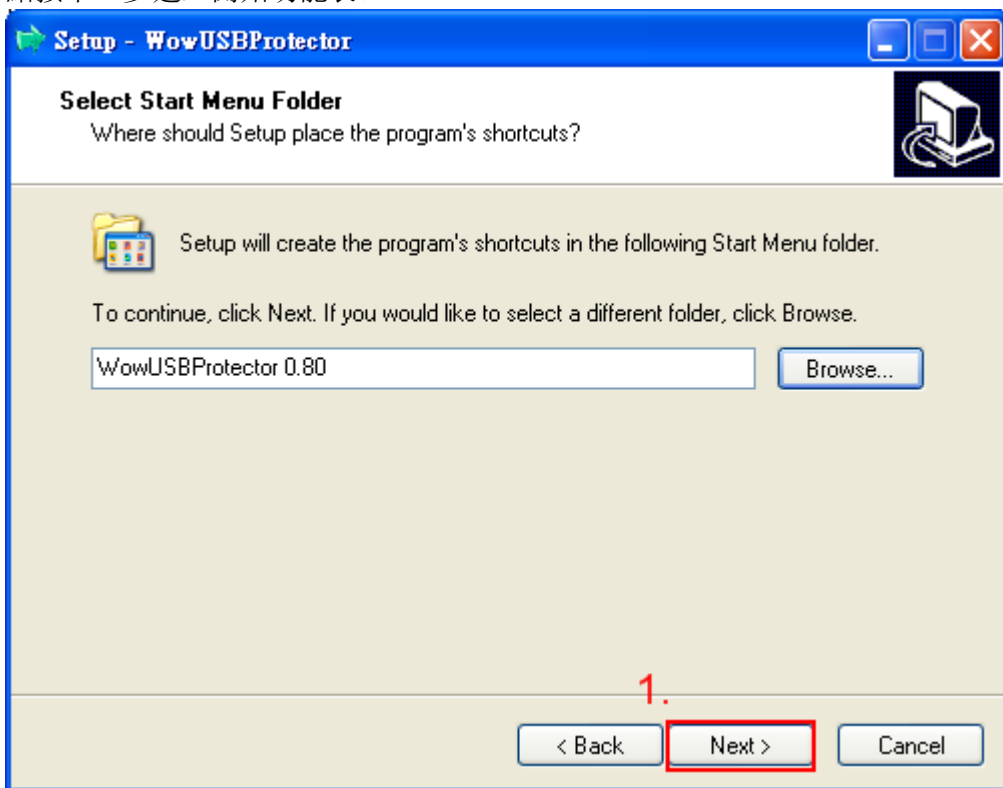 Setup - WowUSBProtector
Select Start Menu Folder
Where should Setup place the program's shortcuts?
Setup will create the program's shortcuts in the following Start Menu folder.
To continue, click Next. If you would like to select a different folder, click Browse.
WowUSBProtector 0.80
Browse...
1.
< Back
Next >
Cancel